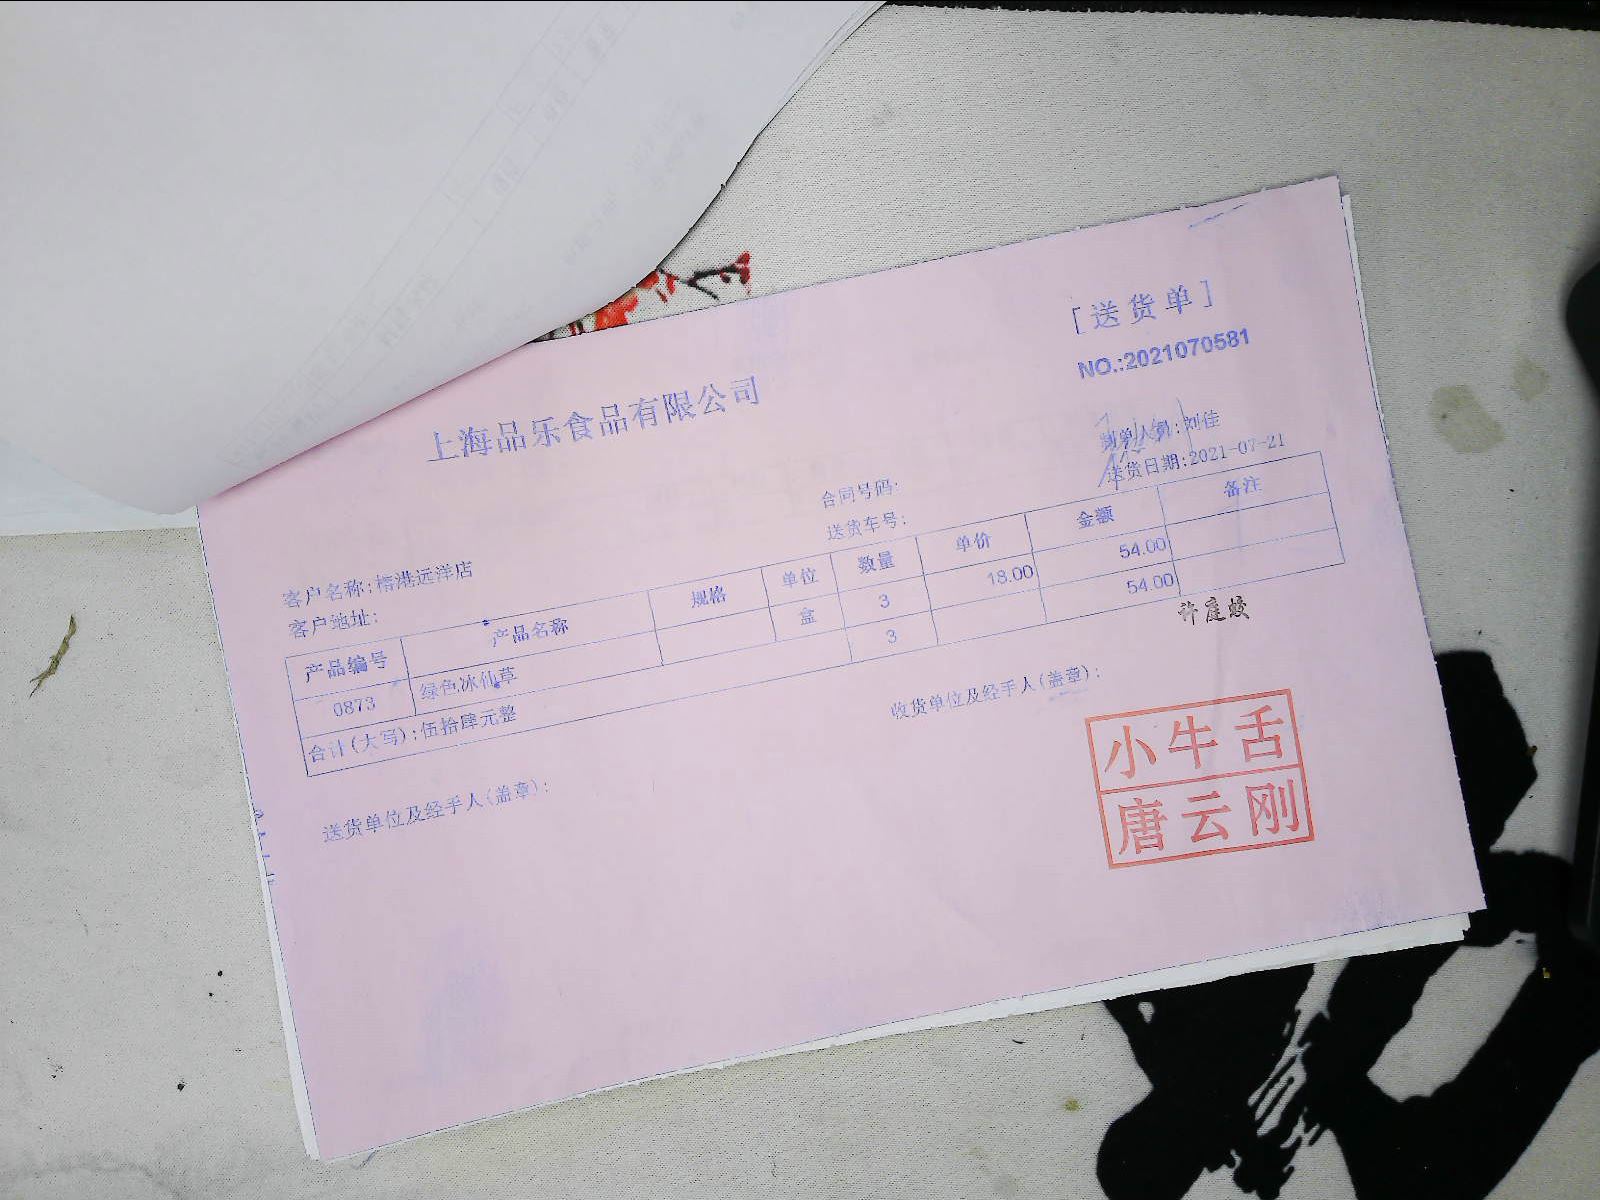 [送货单]
NO.:2021070581
上海品乐食品有限公司
制单人员:刘佳
合同号码:
送货日期:2021-07-21
送货车号:
客户名称:楿港远洋店
客户地址:
产品编号 产品名称 规格 单位 数量 单价 金额 备注
0873 绿色冰仙草 盒 3 18.00 54.00
合计(大写):伍拾肆元整 3 54.00
许庭蛟
送货单位及经手人(盖章):
收货单位及经手人(盖章):
小牛舌
唐云刚